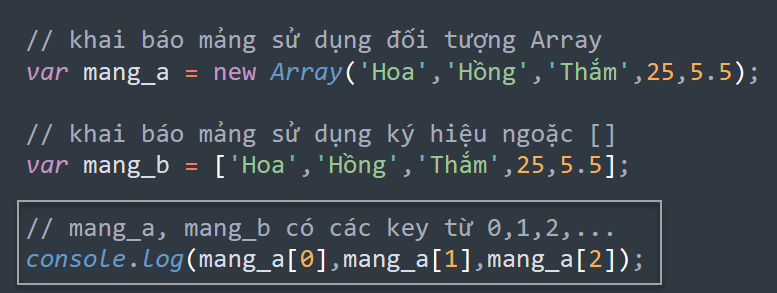 // khai báo mảng sử dụng đối tượng Array
var mang_a = new Array('Hoa','Hồng','Thắm',25,5.5);
// khai báo mảng sử dụng ký hiệu ngoặc []
var mang_b = ['Hoa','Hồng','Thắm',25,5.5];
// mang_a, mang_b có các key từ 0,1,2,...
console.log(mang_a[0],mang_a[1],mang_a[2]);